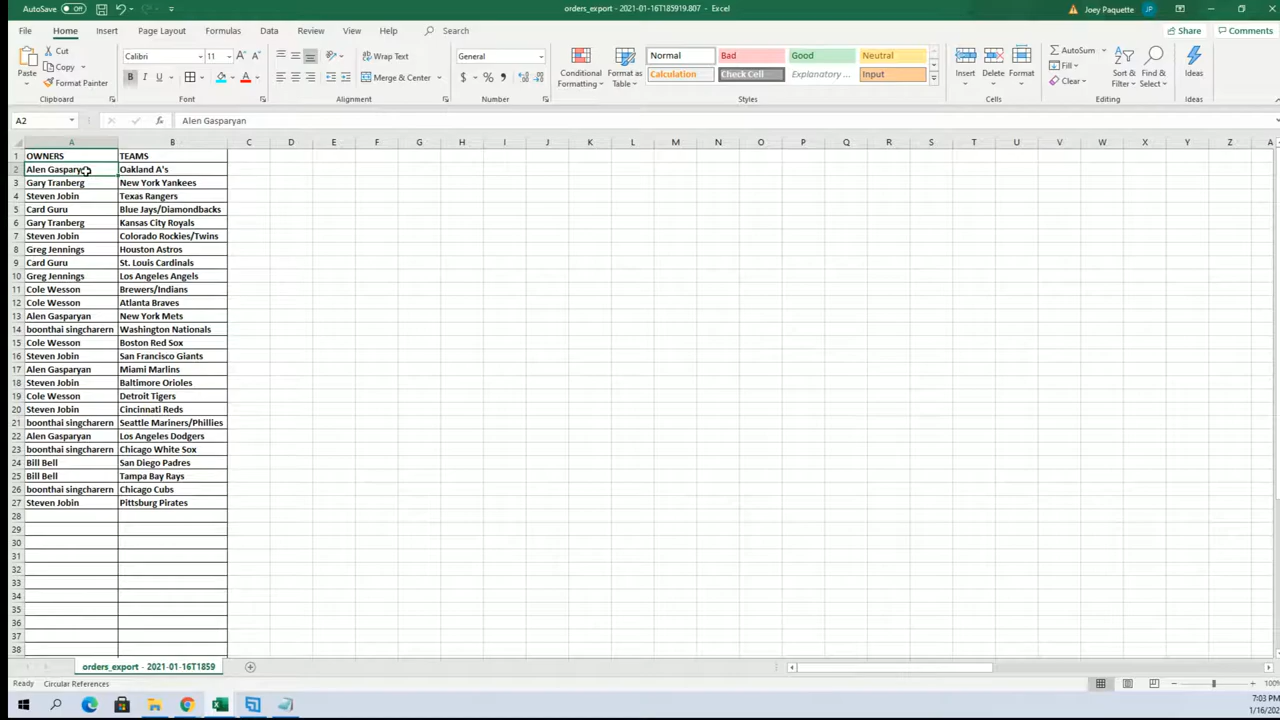 AutoSave Off orders_export - 2021-01-16T185919.807 - Excel Joey Paquette JP
File Home Insert Page Layout Formulas Data Review View Help Search Share Comments
Paste Cut Copy Format Painter Clipboard
Calibri 11 B I U Font
Wrap Text Merge & Center Alignment
General $ % Number
Conditional Formatting Format as Table
Normal Bad Good Neutral
Calculation Check Cell Explanatory ... Input
Styles
Insert Delete Format Cells
AutoSum Fill Clear Sort & Filter Find & Select Editing
Ideas Ideas
A2 Alen Gasparyan
A B C D E F G H I J K L M N O P Q R S T U V W X Y Z A
1 OWNERS TEAMS
2 Alen Gaspary Oakland A's
3 Gary Tranberg New York Yankees
4 Steven Jobin Texas Rangers
5 Card Guru Blue Jays/Diamondbacks
6 Gary Tranberg Kansas City Royals
7 Steven Jobin Colorado Rockies/Twins
8 Greg Jennings Houston Astros
9 Card Guru St. Louis Cardinals
10 Greg Jennings Los Angeles Angels
11 Cole Wesson Brewers/Indians
12 Cole Wesson Atlanta Braves
13 Alen Gasparyan New York Mets
14 boonthai singcharern Washington Nationals
15 Cole Wesson Boston Red Sox
16 Steven Jobin San Francisco Giants
17 Alen Gasparyan Miami Marlins
18 Steven Jobin Baltimore Orioles
19 Cole Wesson Detroit Tigers
20 Steven Jobin Cincinnati Reds
21 boonthai singcharern Seattle Mariners/Phillies
22 Alen Gasparyan Los Angeles Dodgers
23 boonthai singcharern Chicago White Sox
24 Bill Bell San Diego Padres
25 Bill Bell Tampa Bay Rays
26 boonthai singcharern Chicago Cubs
27 Steven Jobin Pittsburg Pirates
28
29
30
31
32
33
34
35
36
37
38
orders_export - 2021-01-16T1859
Ready Circular References 100%
7:03 PM
1/16/202